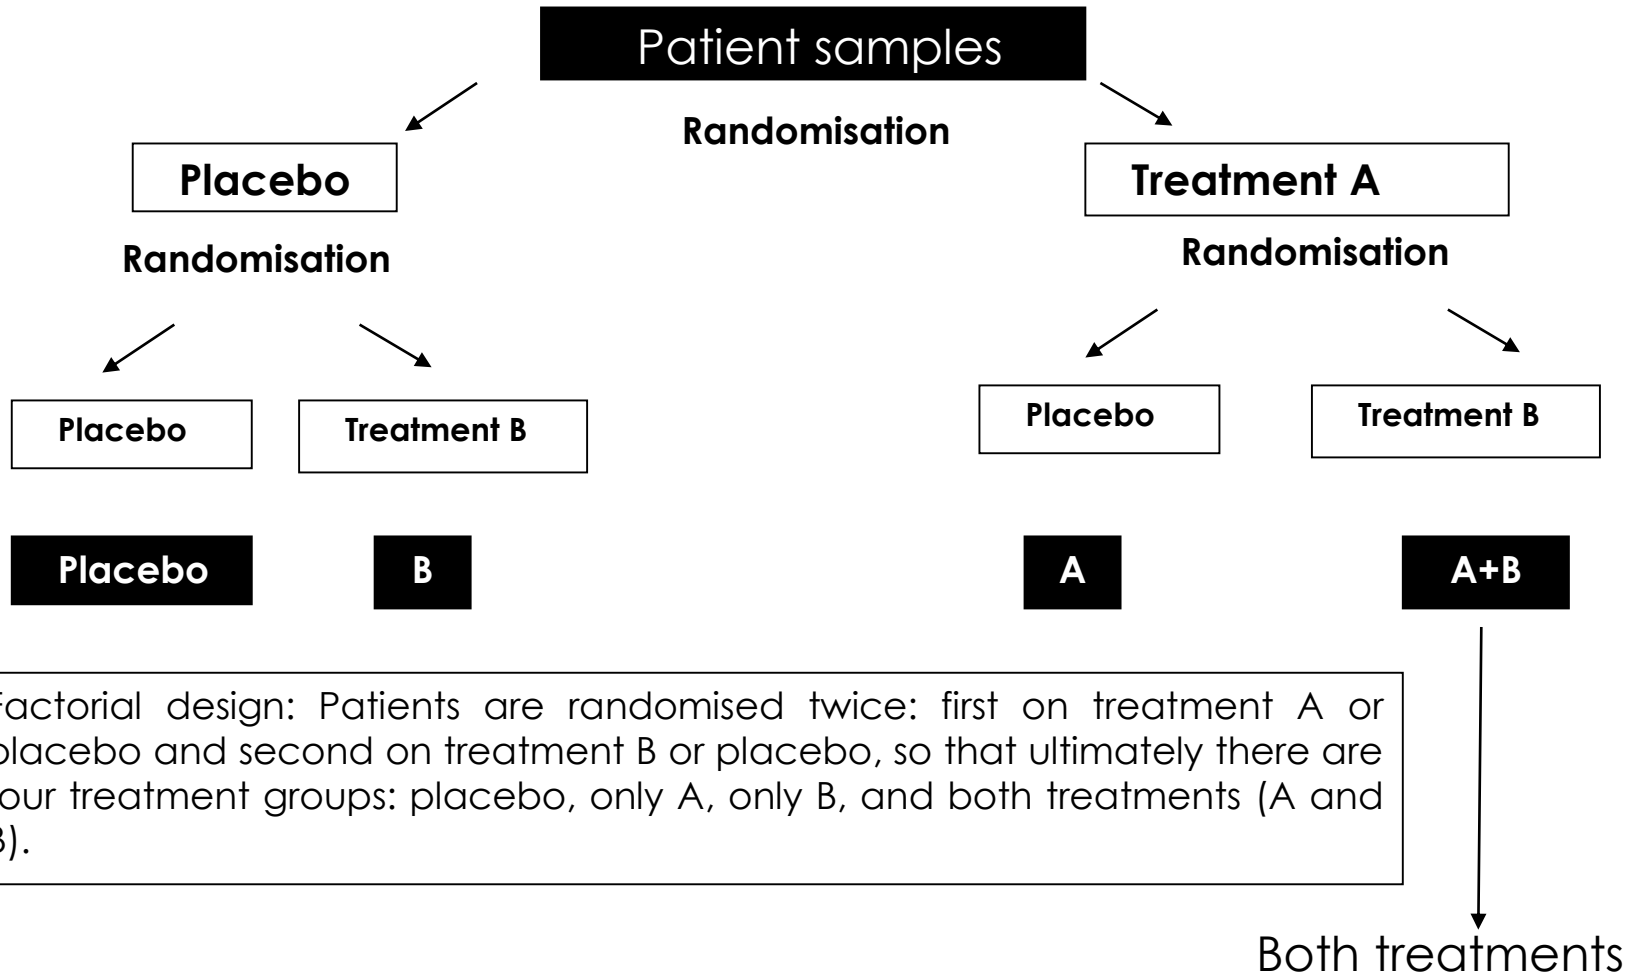 Patient samples
Randomisation
Placebo
Treatment A
Randomisation
Randomisation
Placebo
Treatment B
Placebo
Treatment B
Placebo
B
A
A+B
Factorial design: Patients are randomised twice: first on treatment A or
placebo and second on treatment B or placebo, so that ultimately there are
four treatment groups: placebo, only A, only B, and both treatments (A and
B).
Both treatments